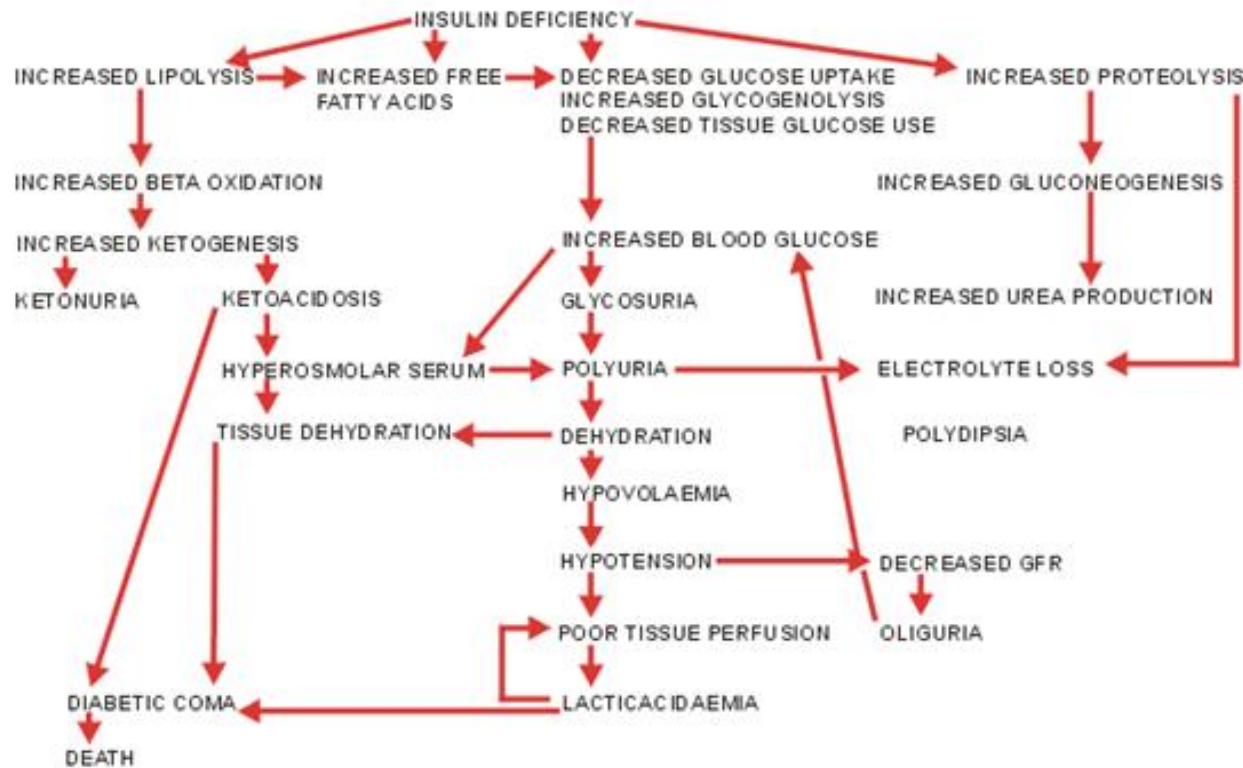 INSULIN DEFICIENCY
INCREASED LIPOLYSIS
INCREASED FREE
FATTY ACIDS
DECREASED GLUCOSE UPTAKE
INCREASED GLYCOGENOLYSIS
DECREASED TISSUE GLUCOSE USE
INCREASED PROTEOLYSIS
INCREASED BETA OXIDATION
INCREASED GLUCONEOGENESIS
INCREASED KETOGENESIS
INCREASED BLOOD GLUCOSE
KETONURIA
KETOACIDOSIS
GLYCOSURIA
INCREASED UREA PRODUCTION
HYPEROSMOLAR SERUM
POLYURIA
ELECTROLYTE LOSS
TISSUE DEHYDRATION
DEHYDRATION
POLYDIPSIA
HYPOVOLAEMIA
HYPOTENSION
DECREASED GFR
POOR TISSUE PERFUSION
OLIGURIA
DIABETIC COMA
LACTICACIDAEMIA
DEATH